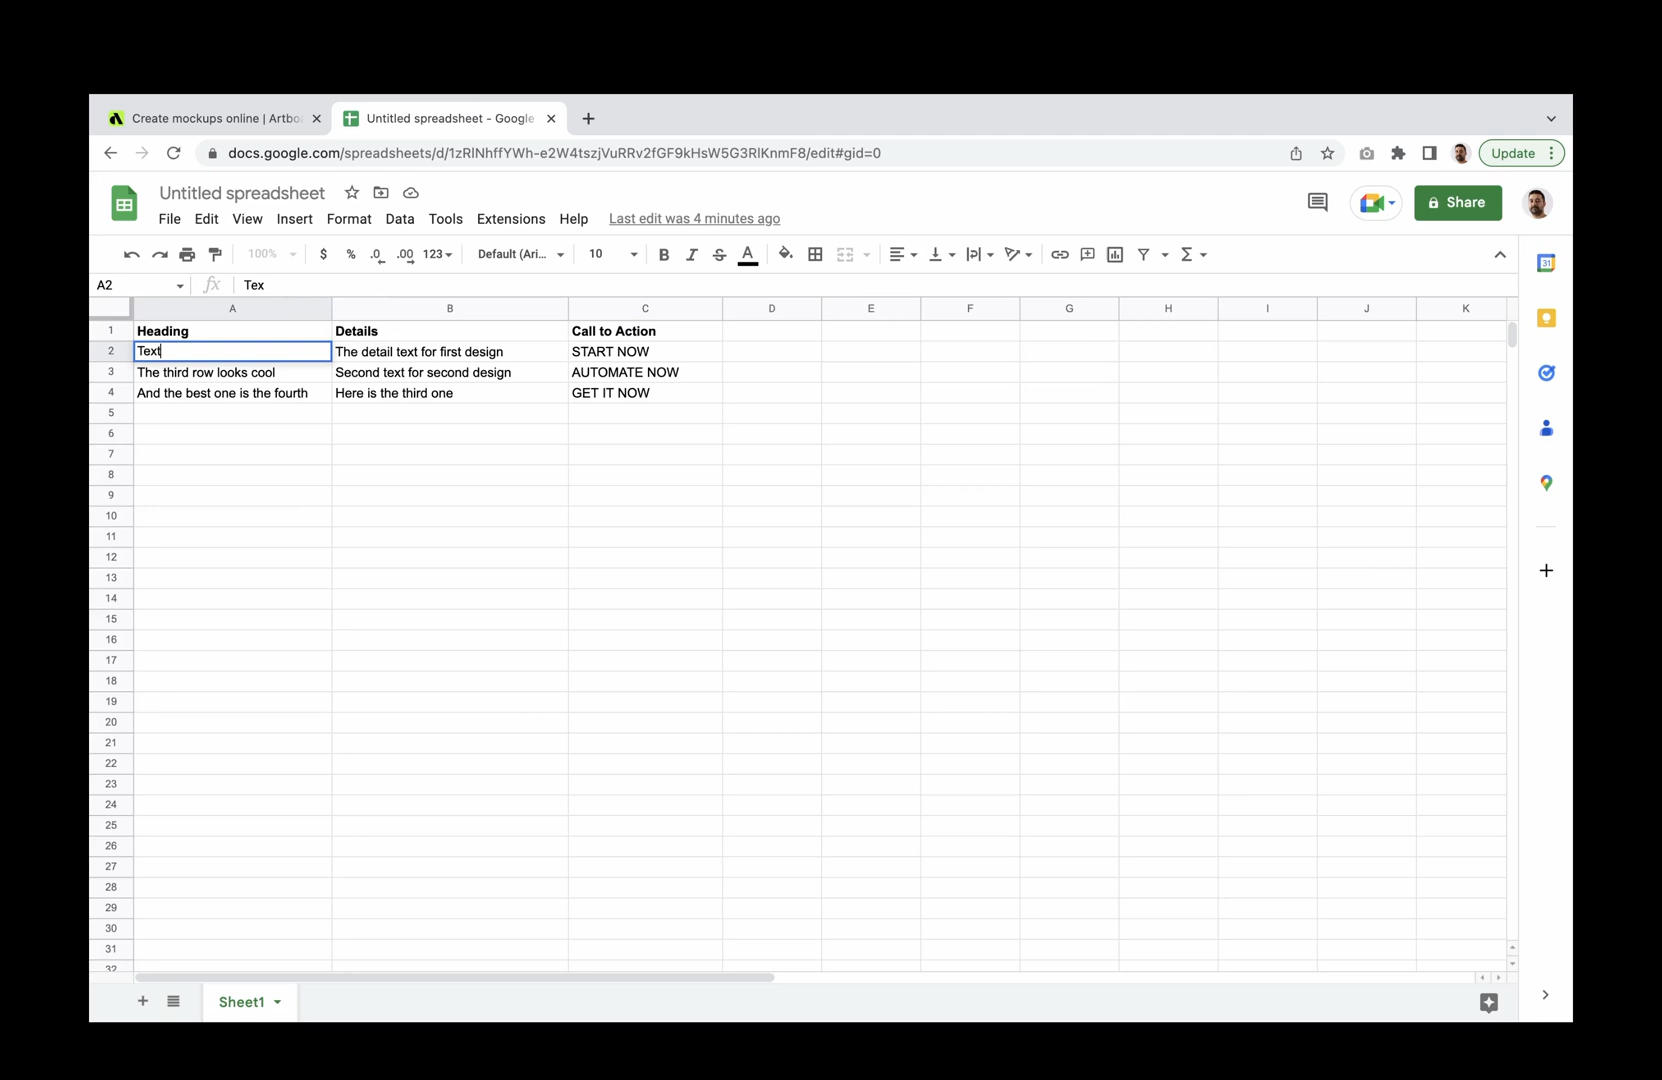 Create mockups online | Artbo
Untitled spreadsheet - Google
docs.google.com/spreadsheets/d/1zRlNhffYWh-e2W4tszjVuRRv2fGF9kHsW5G3RlKnmF8/edit#gid=0
Update
Untitled spreadsheet
File Edit View Insert Format Data Tools Extensions Help Last edit was 4 minutes ago
Share
100% $ % .0 .00 123 Default (Ari... 10 B I S A
31
A2 fx Tex
A B C D E F G H I J K
1 Heading Details Call to Action
2 Text The detail text for first design START NOW
3 The third row looks cool Second text for second design AUTOMATE NOW
4 And the best one is the fourth Here is the third one GET IT NOW
5
6
7
8
9
10
11
12
13
14
15
16
17
18
19
20
21
22
23
24
25
26
27
28
29
30
31
32
Sheet1